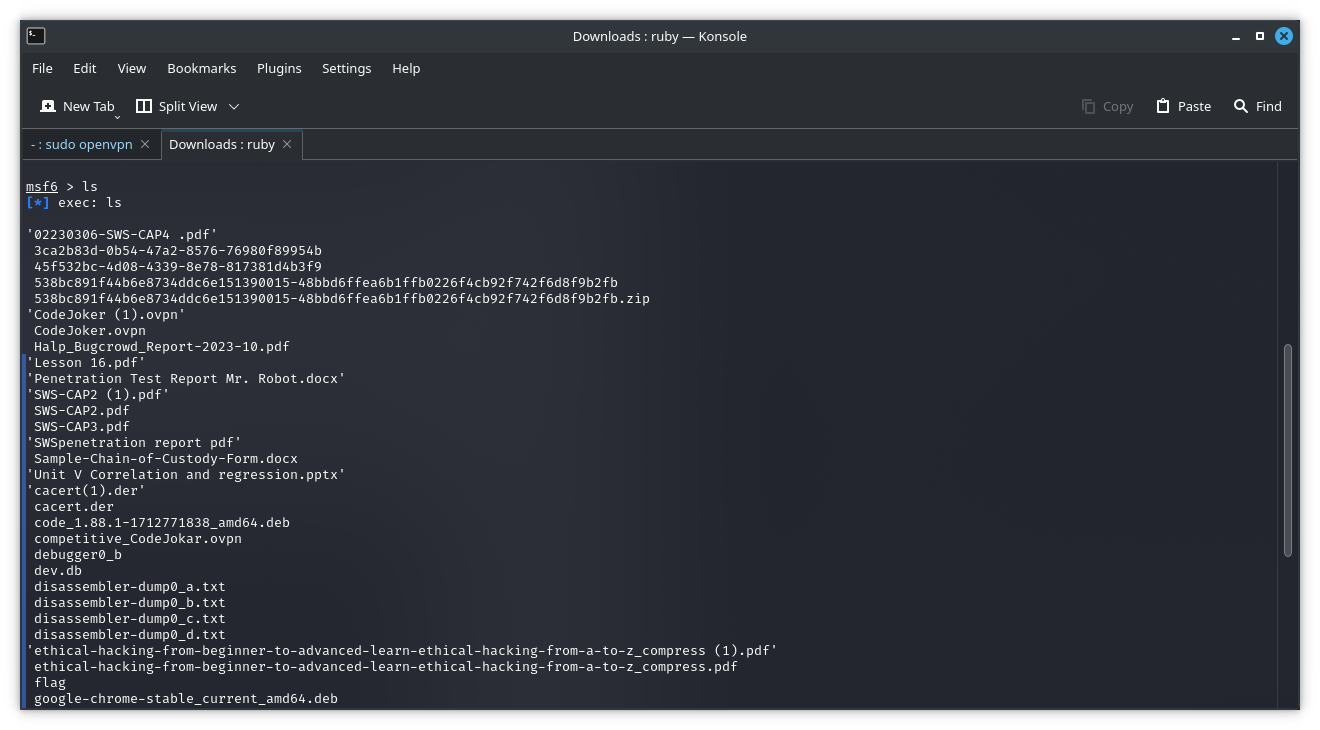 Downloads : ruby — Konsole
File Edit View Bookmarks Plugins Settings Help
New Tab Split View Copy Paste Find
- : sudo openvpn Downloads : ruby
msf6 > ls
[*] exec: ls
'02230306-SWS-CAP4 .pdf'
3ca2b83d-0b54-47a2-8576-76980f89954b
45f532bc-4d08-4339-8e78-817381d4b3f9
538bc891f44b6e8734ddc6e151390015-48bbd6ffea6b1ffb0226f4cb92f742f6d8f9b2fb
538bc891f44b6e8734ddc6e151390015-48bbd6ffea6b1ffb0226f4cb92f742f6d8f9b2fb.zip
'CodeJoker (1).ovpn'
CodeJoker.ovpn
Halp_Bugcrowd_Report-2023-10.pdf
'Lesson 16.pdf'
'Penetration Test Report Mr. Robot.docx'
'SWS-CAP2 (1).pdf'
SWS-CAP2.pdf
SWS-CAP3.pdf
'SWSpenetration report pdf'
Sample-Chain-of-Custody-Form.docx
'Unit V Correlation and regression.pptx'
'cacert(1).der'
cacert.der
code_1.88.1-1712771838_amd64.deb
competitive_CodeJokar.ovpn
debugger0_b
dev.db
disassembler-dump0_a.txt
disassembler-dump0_b.txt
disassembler-dump0_c.txt
disassembler-dump0_d.txt
'ethical-hacking-from-beginner-to-advanced-learn-ethical-hacking-from-a-to-z_compress (1).pdf'
ethical-hacking-from-beginner-to-advanced-learn-ethical-hacking-from-a-to-z_compress.pdf
flag
google-chrome-stable_current_amd64.deb